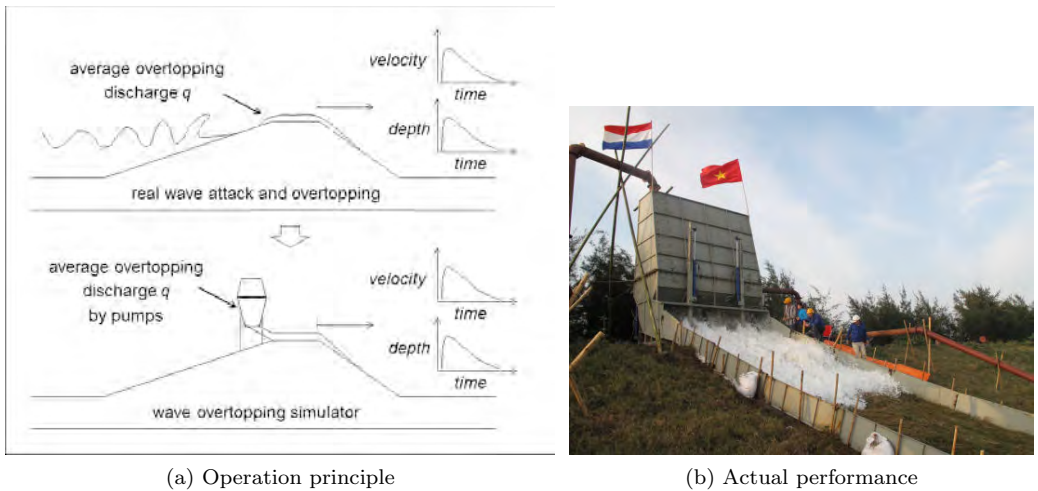 average overtopping
discharge q
velocity
time
depth
time
real wave attack and overtopping
average overtopping
discharge q
by pumps
velocity
time
depth
time
wave overtopping simulator
(a) Operation principle
(b) Actual performance